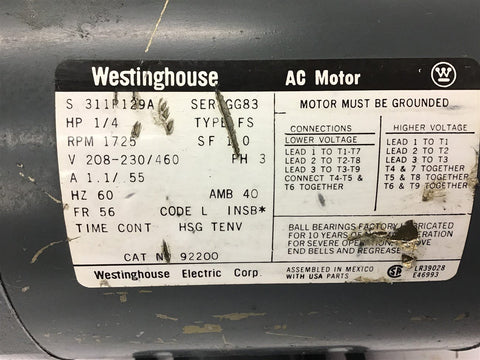 Westinghouse AC Motor W
S 311P129A SER GG83
HP 1/4 TYPE FS
RPM 1725 SF 1.0
V 208-230/460 PH 3
A 1.1/.55
HZ 60 AMB 40
FR 56 CODE L INSB*
TIME CONT HSG TENV
CAT NO 92200
Westinghouse Electric Corp.
MOTOR MUST BE GROUNDED
CONNECTIONS
LOWER VOLTAGE
LEAD 1 TO T1-T7
LEAD 2 TO T2-T8
LEAD 3 TO T3-T9
CONNECT T4-T5 &
T6 TOGETHER
HIGHER VOLTAGE
LEAD 1 TO T1
LEAD 2 TO T2
LEAD 3 TO T3
T4 & 7 TOGETHER
T5 & T8 TOGETHER
T6 & T9 TOGETHER
BALL BEARINGS FACTORY LUBRICATED
FOR 10 YEARS OF OPERATION
FOR SEVERE OPERATION
END BELLS AND REGREASE
ASSEMBLED IN MEXICO
WITH USA PARTS
LR39028
E46993